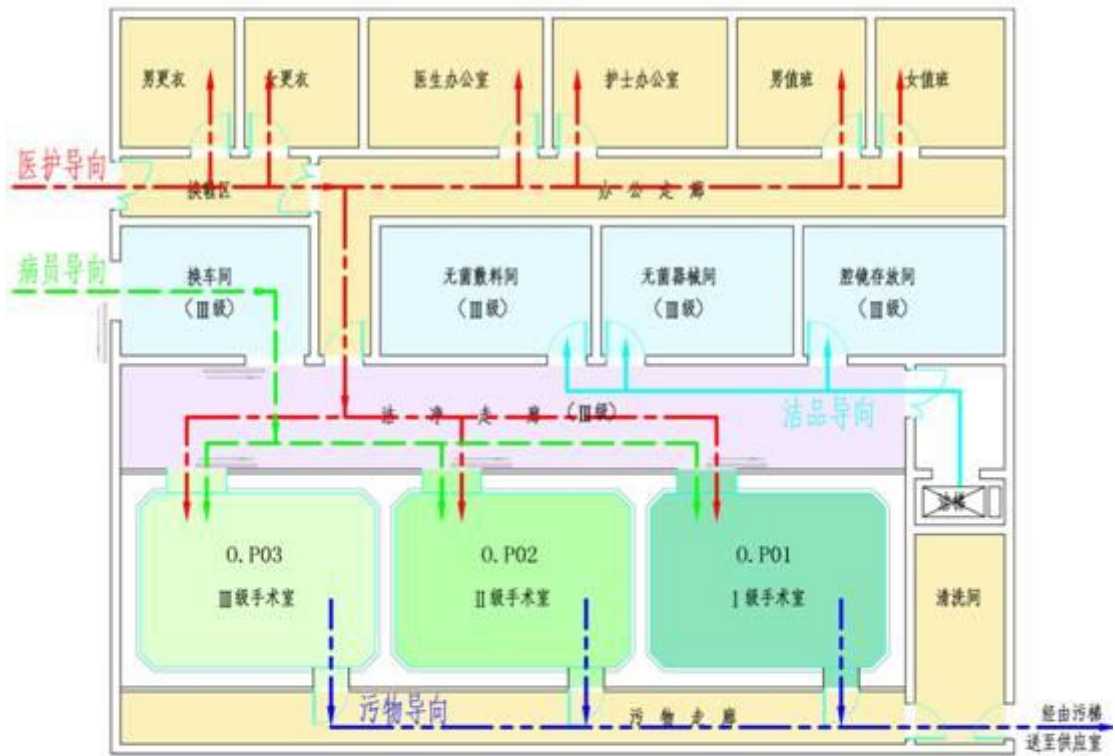 男更衣
女更衣
医生办公室
护士办公室
男值班
女值班
医护导向
换鞋区
办公走廊
病员导向
换车间
（Ⅲ级）
无菌敷料间
（Ⅲ级）
无菌器械间
（Ⅲ级）
腔镜存放间
（Ⅲ级）
洁净走廊（Ⅲ级）
洁品导向
洁梯
O.P03
Ⅲ级手术室
O.P02
Ⅱ级手术室
O.P01
Ⅰ级手术室
清洗间
污物导向
污物走廊
经由污梯
送至供应室